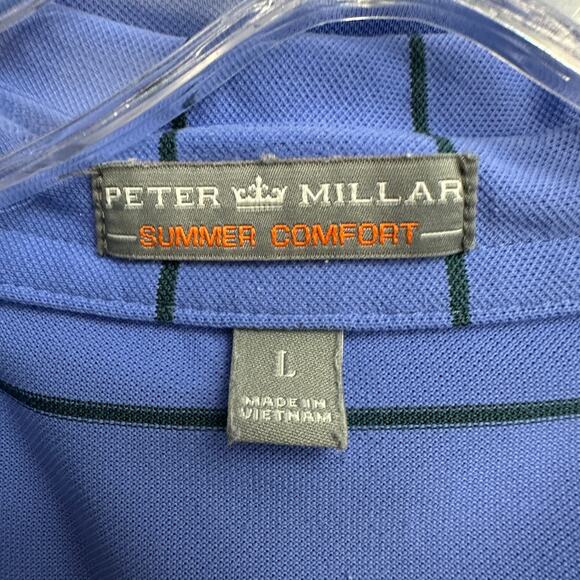 PETER MILLAR
SUMMER COMFORT
L
MADE IN
VIETNAM